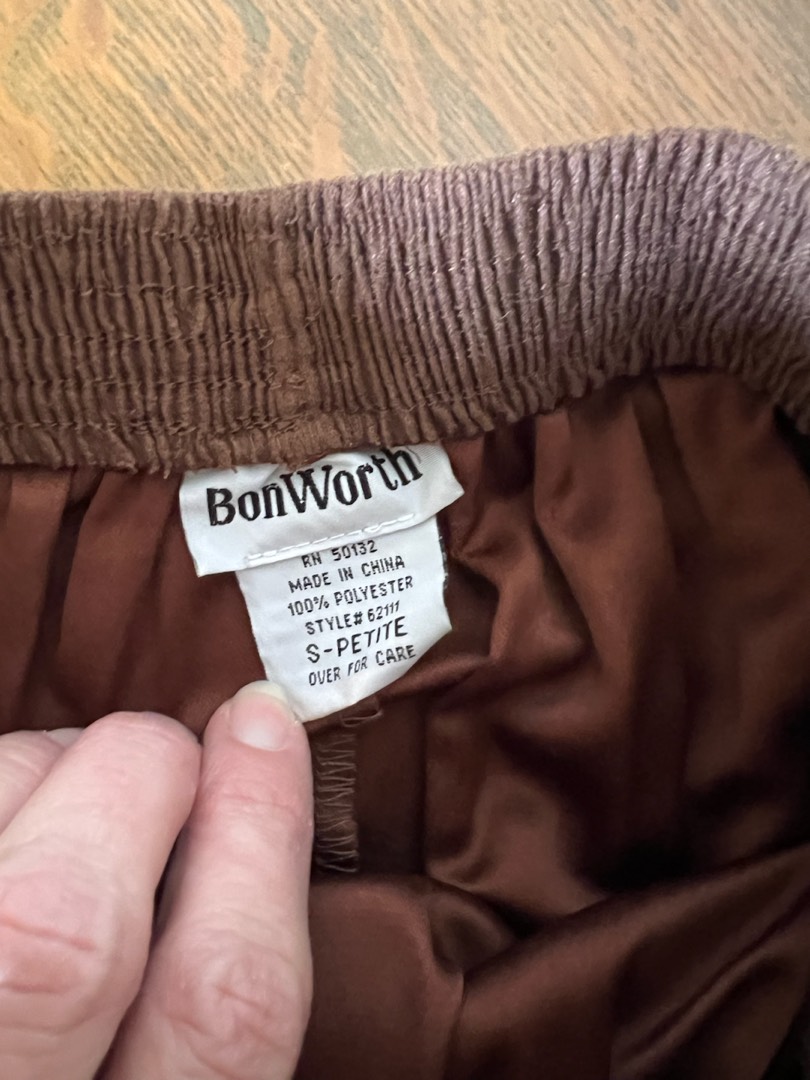 BonWorth
RN 50132
MADE IN CHINA
100% POLYESTER
STYLE# 62111
S-PETITE
OVER FOR CARE